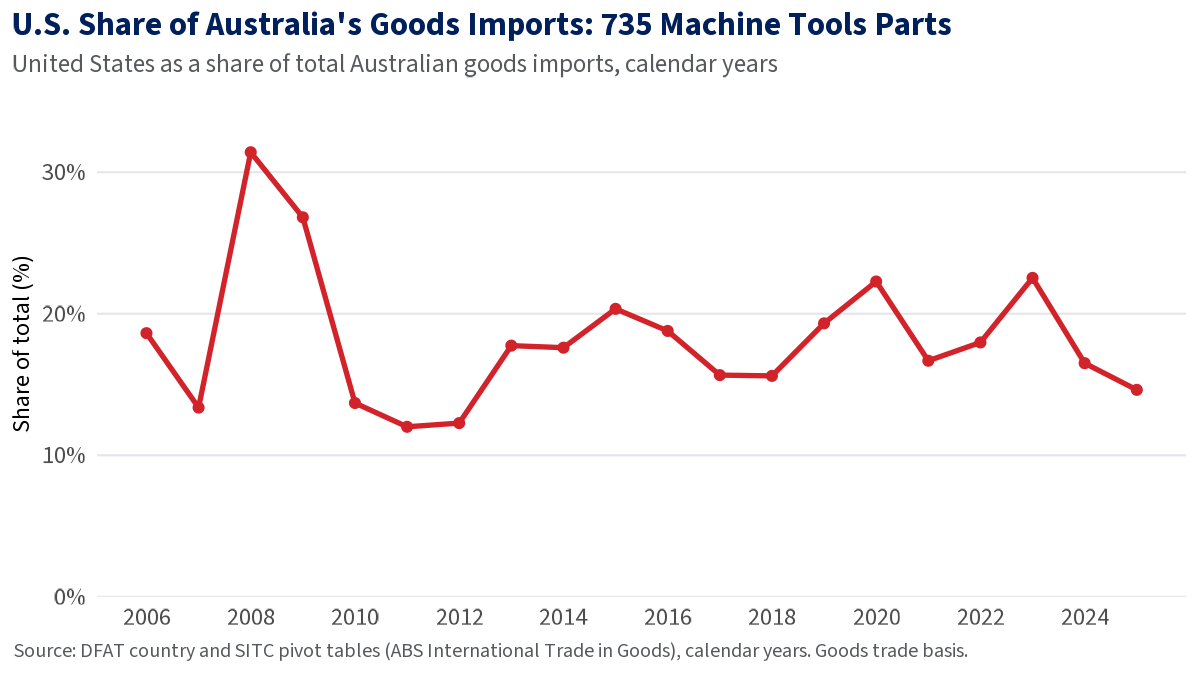 U.S. Share of Australia's Goods Imports: 735 Machine Tools Parts
United States as a share of total Australian goods imports, calendar years
Share of total (%)
30%
20%
10%
0%
2006 2008 2010 2012 2014 2016 2018 2020 2022 2024
Source: DFAT country and SITC pivot tables (ABS International Trade in Goods), calendar years. Goods trade basis.